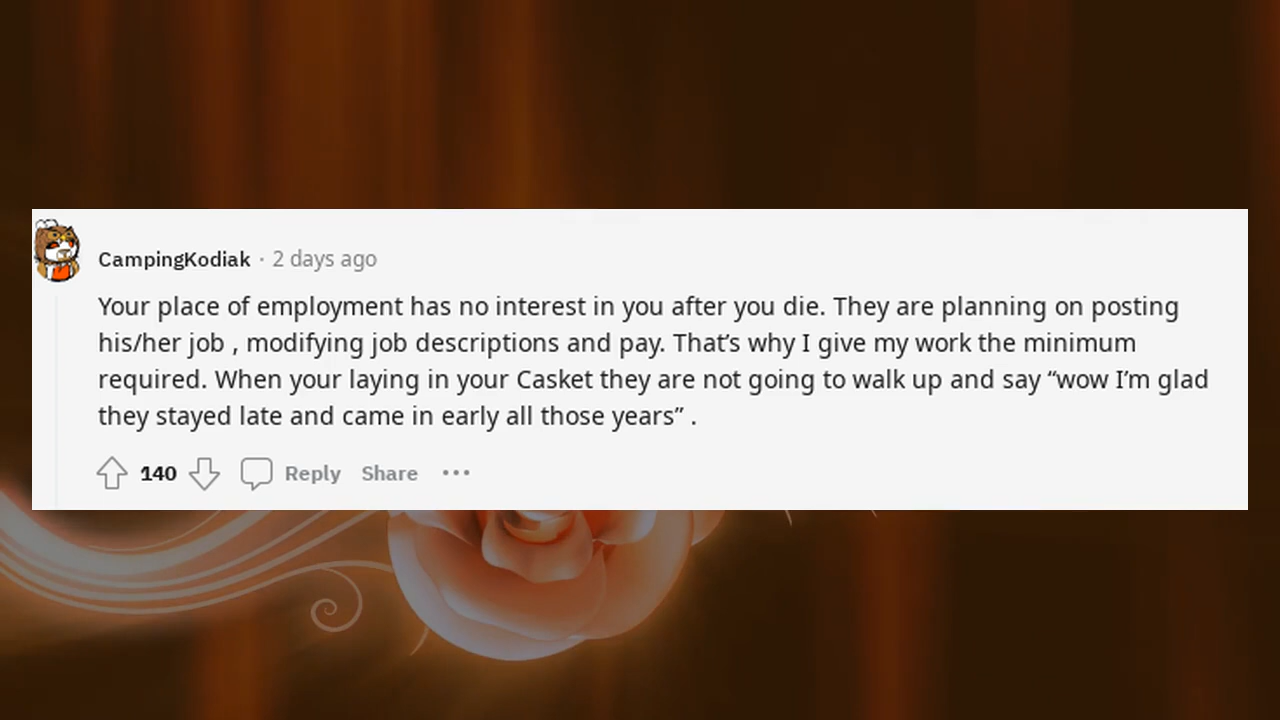 CampingKodiak · 2 days ago
Your place of employment has no interest in you after you die. They are planning on posting
his/her job , modifying job descriptions and pay. That’s why I give my work the minimum
required. When your laying in your Casket they are not going to walk up and say “wow I’m glad
they stayed late and came in early all those years” .
140 Reply Share •••